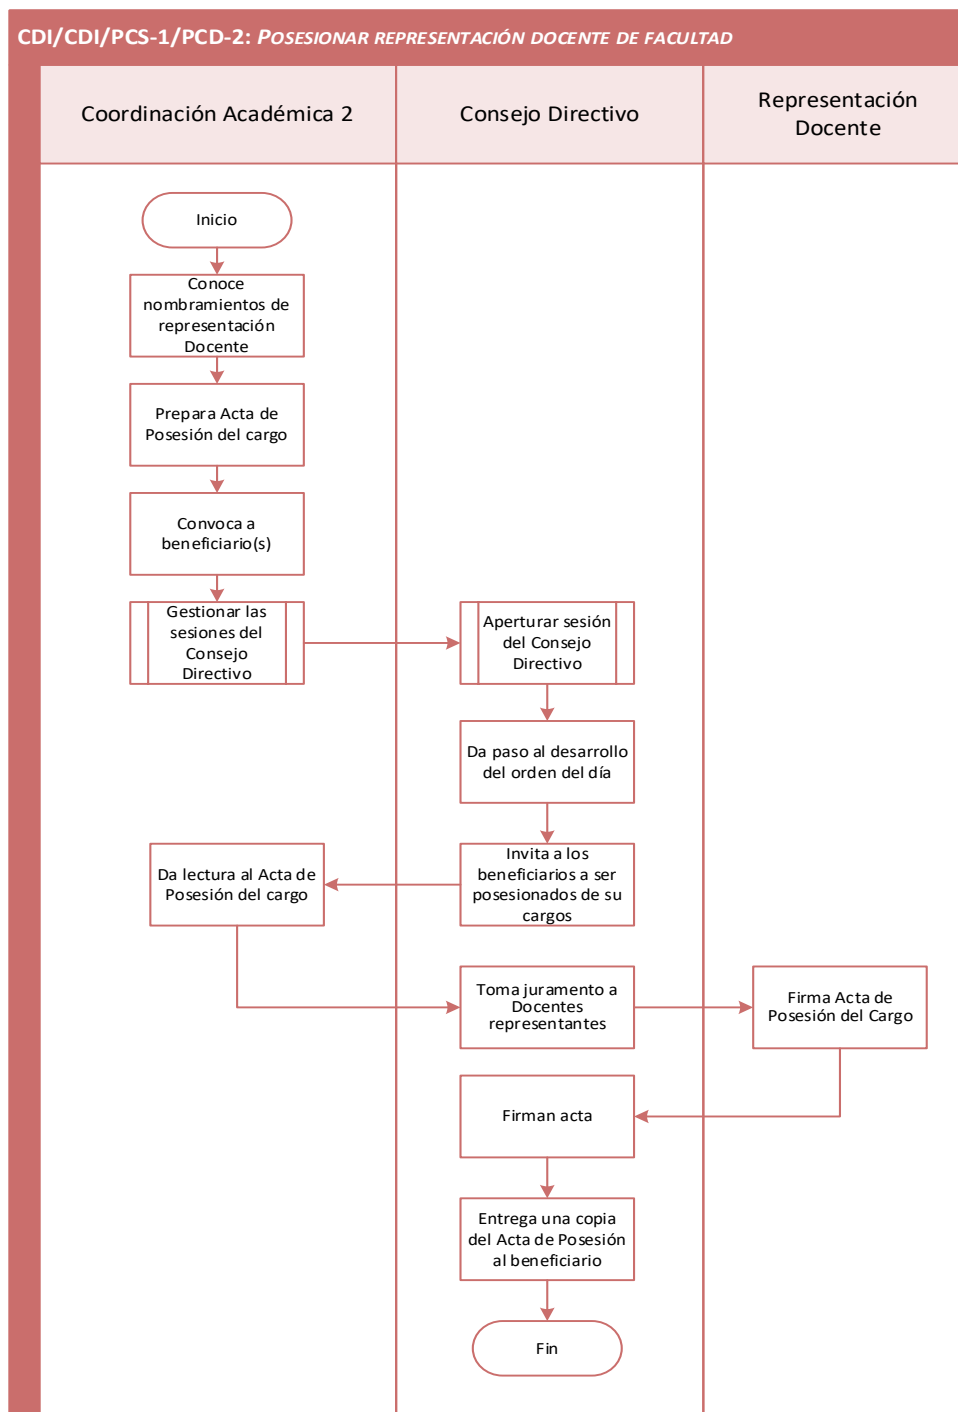 CDI/CDI/PCS-1/PCD-2: POSESIONAR REPRESENTACIÓN DOCENTE DE FACULTAD
Coordinación Académica 2
Consejo Directivo
Representación
Docente
Inicio
Conoce
nombramientos de
representación
Docente
Prepara Acta de
Posesión del cargo
Convoca a
beneficiario(s)
Gestionar las
sesiones del
Consejo
Directivo
Aperturar sesión
del Consejo
Directivo
Da paso al desarrollo
del orden del día
Invita a los
beneficiarios a ser
posesionados de su
cargos
Da lectura al Acta de
Posesión del cargo
Toma juramento a
Docentes
representantes
Firma Acta de
Posesión del Cargo
Firman acta
Entrega una copia
del Acta de Posesión
al beneficiario
Fin